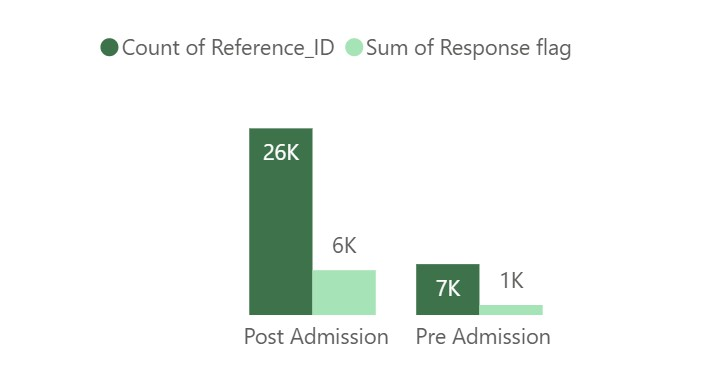 Count of Reference_ID Sum of Response flag
26K
6K
7K
1K
Post Admission Pre Admission